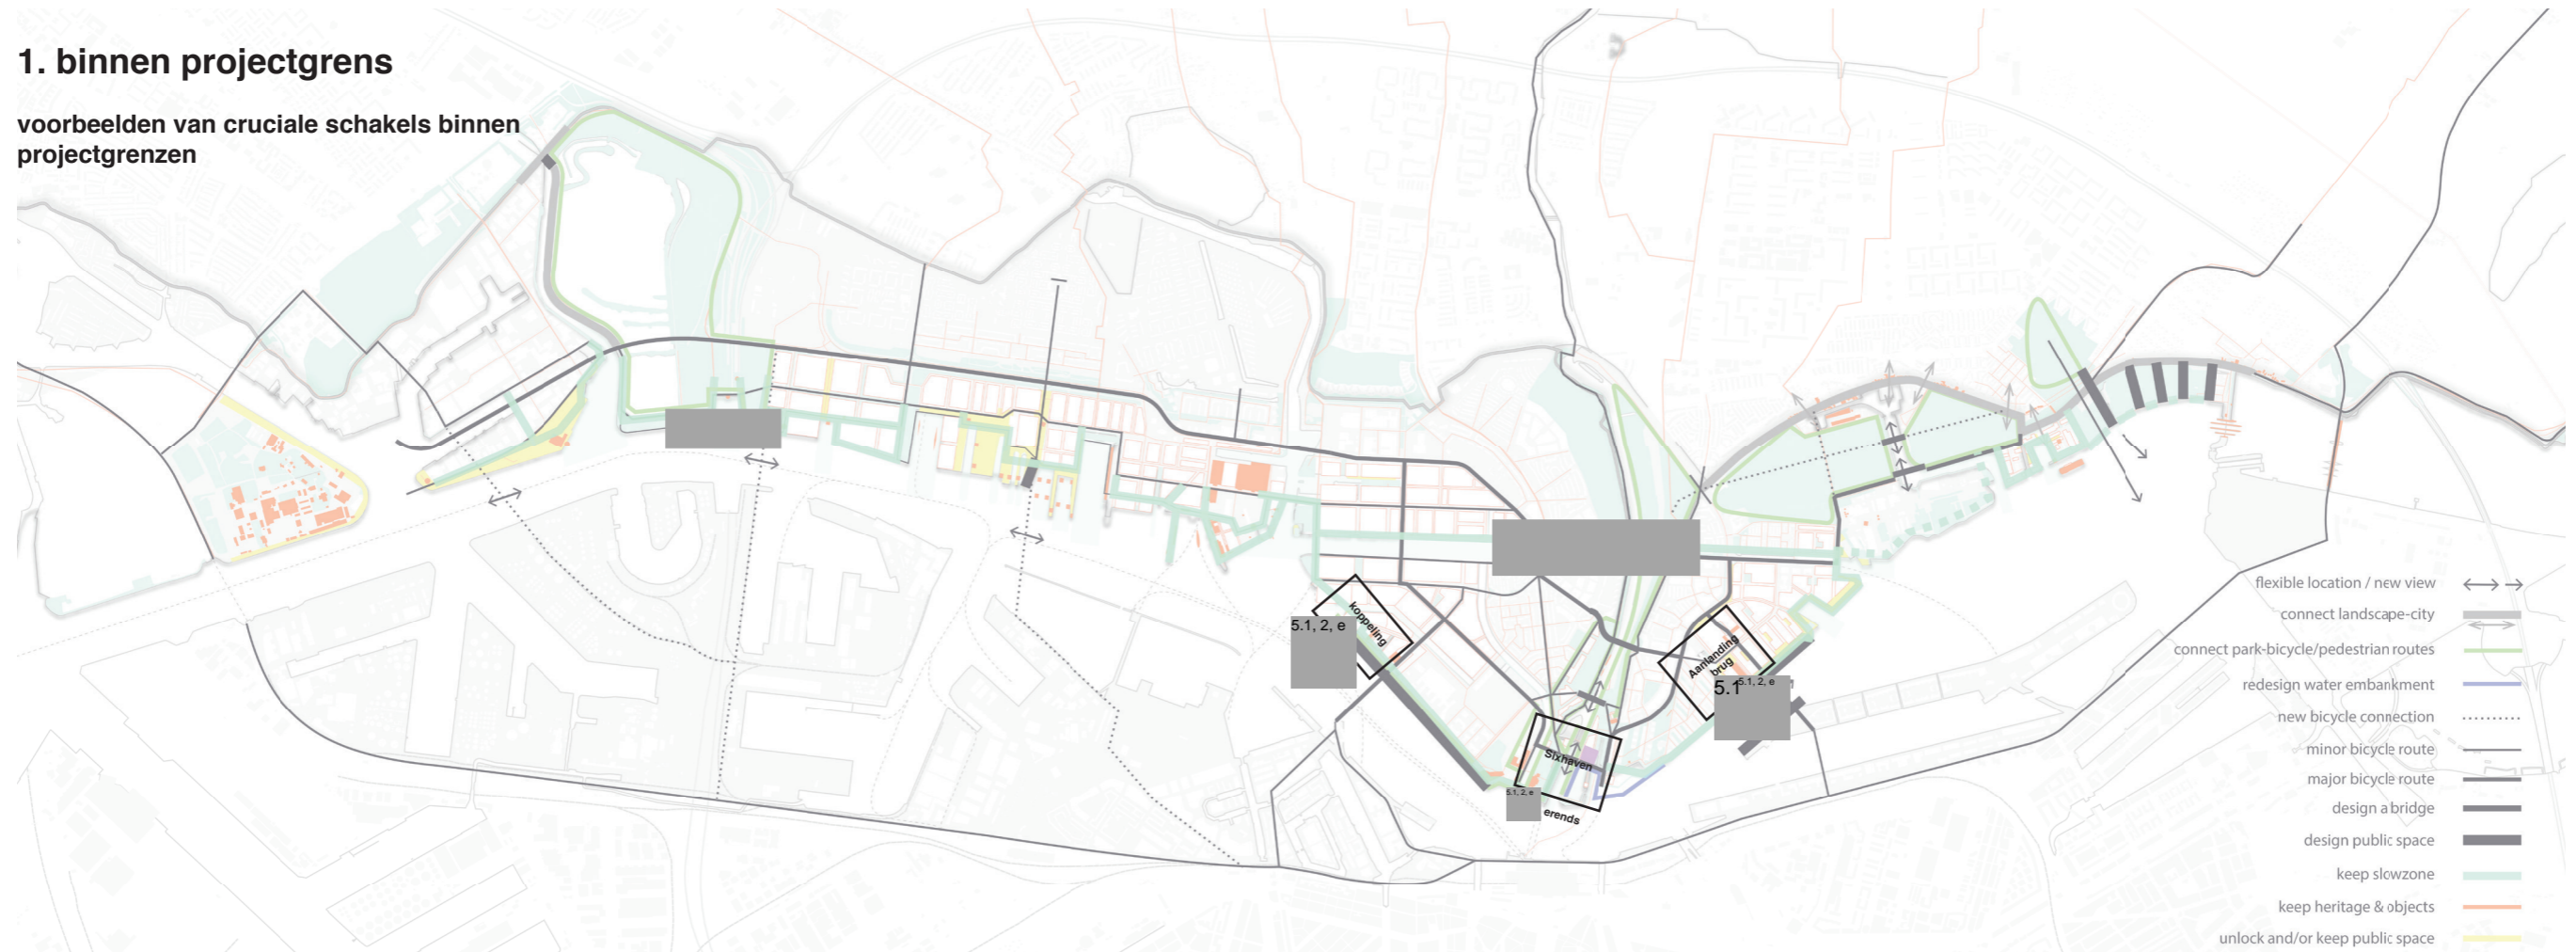 1. binnen projectgrens
voorbeelden van cruciale schakels binnen
projectgrenzen
koppeling
5.1, 2, e
Aanlanding
brug
5.1
5.1, 2, e
Sixhaven
5.1, 2, e
erends
flexible location / new view
connect landscape-city
connect park-bicycle/pedestrian routes
redesign water embankment
new bicycle connection
minor bicycle route
major bicycle route
design a bridge
design public space
keep slowzone
keep heritage & objects
unlock and/or keep public space